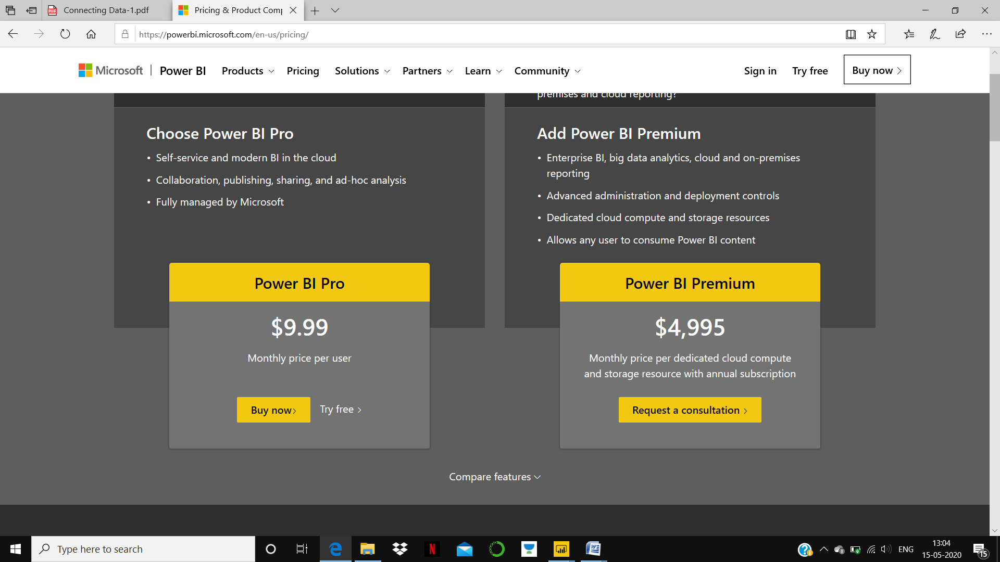 Connecting Data-1.pdf
Pricing & Product Comp
https://powerbi.microsoft.com/en-us/pricing/
Microsoft | Power BI Products Pricing Solutions Partners Learn Community Sign in Try free Buy now
premises and cloud reporting?
Choose Power BI Pro
• Self-service and modern BI in the cloud
• Collaboration, publishing, sharing, and ad-hoc analysis
• Fully managed by Microsoft
Power BI Pro
$9.99
Monthly price per user
Buy now
Try free
Add Power BI Premium
• Enterprise BI, big data analytics, cloud and on-premises
reporting
• Advanced administration and deployment controls
• Dedicated cloud compute and storage resources
• Allows any user to consume Power BI content
Power BI Premium
$4,995
Monthly price per dedicated cloud compute
and storage resource with annual subscription
Request a consultation
Compare features
Type here to search
ENG
13:04
15-05-2020
15